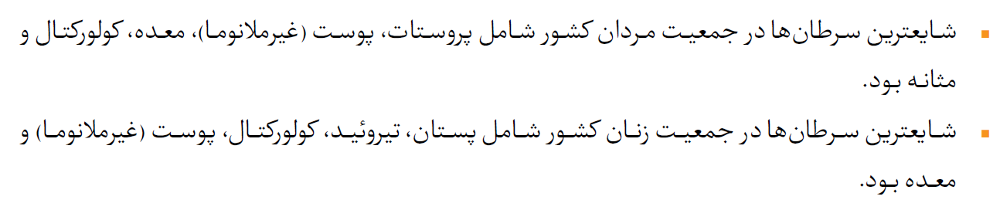 ▪ شایعترین سرطان‌ها در جمعیت مردان کشور شامل پروستات، پوست (غیرملانوما)، معده، کولورکتال و
مثانه بود.
▪ شایعترین سرطان‌ها در جمعیت زنان کشور شامل پستان، تیروئید، کولورکتال، پوست (غیرملانوما) و
معده بود.